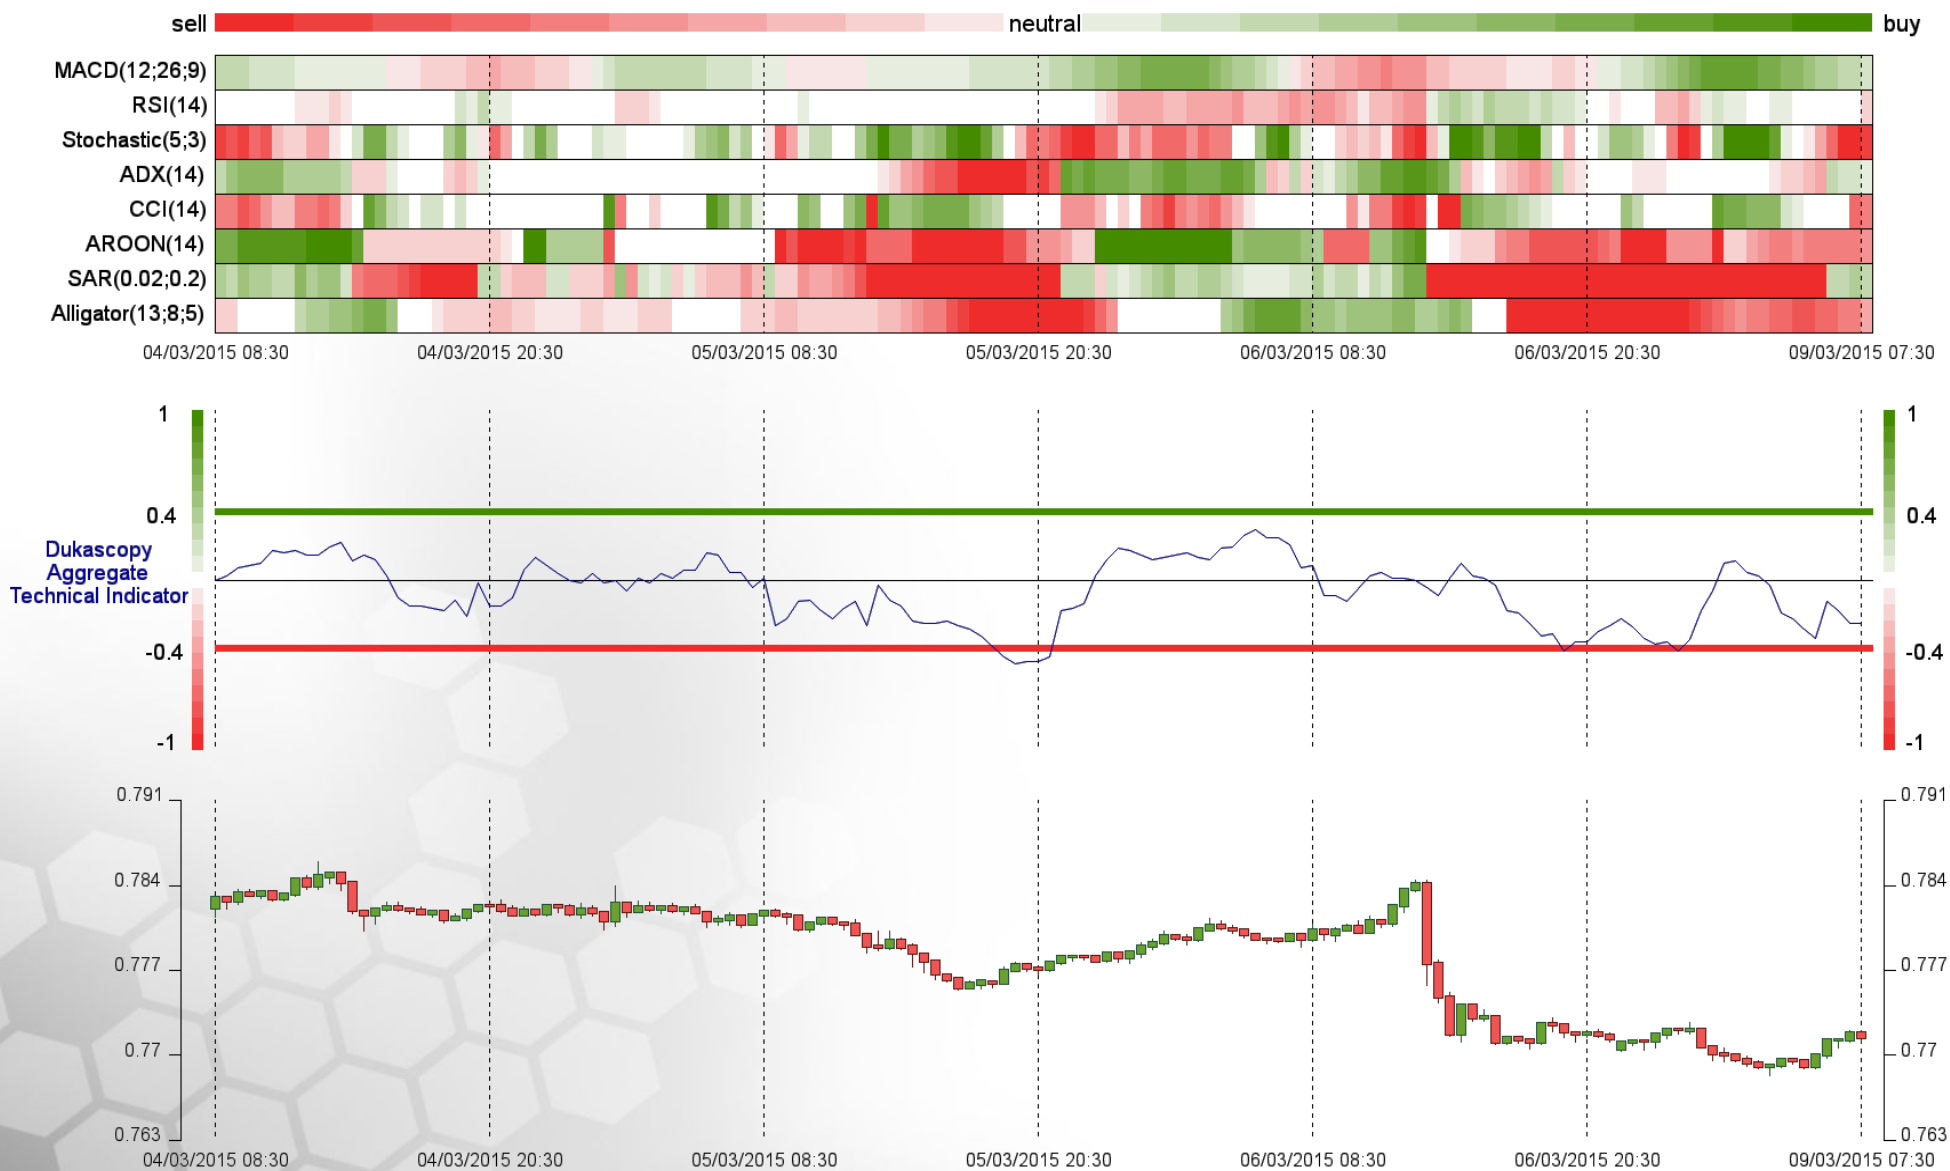 sell neutral buy
MACD(12;26;9)
RSI(14)
Stochastic(5;3)
ADX(14)
CCI(14)
AROON(14)
SAR(0.02;0.2)
Alligator(13;8;5)
04/03/2015 08:30 04/03/2015 20:30 05/03/2015 08:30 05/03/2015 20:30 06/03/2015 08:30 06/03/2015 20:30 09/03/2015 07:30
1 1
0.4 0.4
Dukascopy
Aggregate
Technical Indicator
-0.4 -0.4
-1 -1
0.791 0.791
0.784 0.784
0.777 0.777
0.77 0.77
0.763 0.763
04/03/2015 08:30 04/03/2015 20:30 05/03/2015 08:30 05/03/2015 20:30 06/03/2015 08:30 06/03/2015 20:30 09/03/2015 07:30